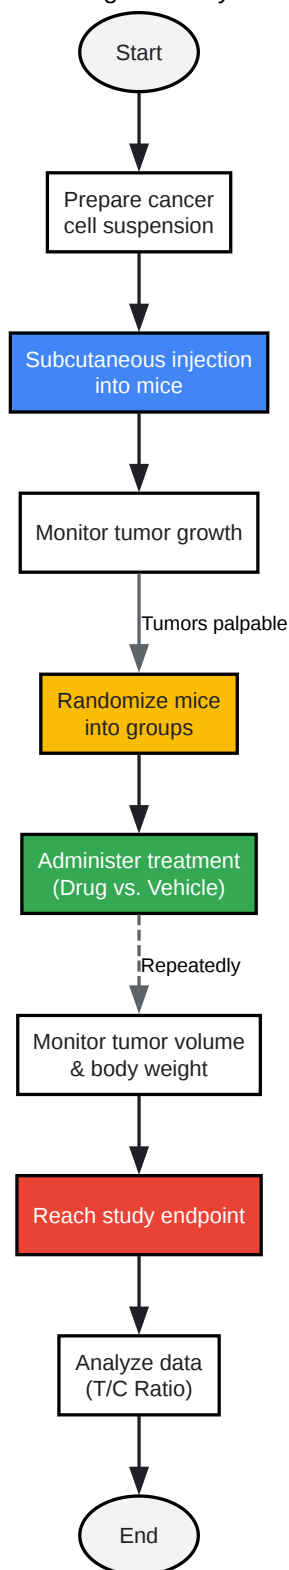 Start
Prepare cancer
cell suspension
Subcutaneous injection
into mice
Monitor tumor growth
Tumors palpable
Randomize mice
into groups
Administer treatment
(Drug vs. Vehicle)
Repeatedly
Monitor tumor volume
& body weight
Reach study endpoint
Analyze data
(T/C Ratio)
End